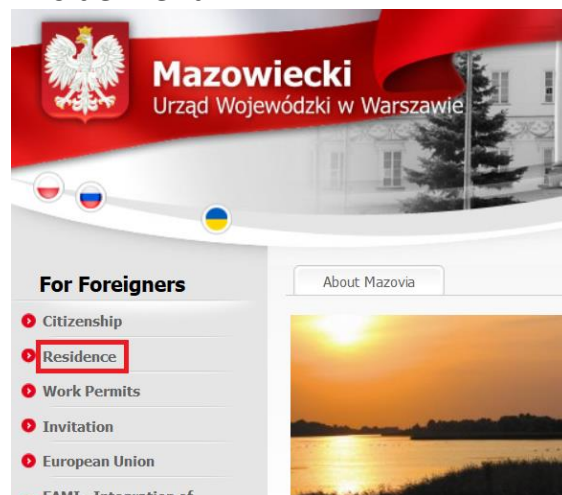 Mazowiecki
Urząd Wojewódzki w Warszawie
For Foreigners
About Mazovia
Citizenship
Residence
Work Permits
Invitation
European Union